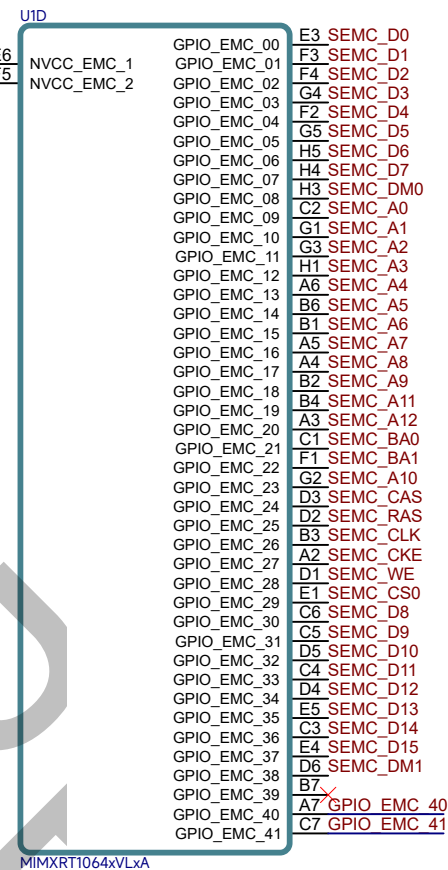 U1D
E6 NVCC_EMC_1
F5 NVCC_EMC_2
GPIO_EMC_00 E3 SEMC_D0
GPIO_EMC_01 F3 SEMC_D1
GPIO_EMC_02 F4 SEMC_D2
GPIO_EMC_03 G4 SEMC_D3
GPIO_EMC_04 F2 SEMC_D4
GPIO_EMC_05 G5 SEMC_D5
GPIO_EMC_06 H5 SEMC_D6
GPIO_EMC_07 H4 SEMC_D7
GPIO_EMC_08 H3 SEMC_DM0
GPIO_EMC_09 C2 SEMC_A0
GPIO_EMC_10 G1 SEMC_A1
GPIO_EMC_11 G3 SEMC_A2
GPIO_EMC_12 H1 SEMC_A3
GPIO_EMC_13 A6 SEMC_A4
GPIO_EMC_14 B6 SEMC_A5
GPIO_EMC_15 B1 SEMC_A6
GPIO_EMC_16 A5 SEMC_A7
GPIO_EMC_17 A4 SEMC_A8
GPIO_EMC_18 B2 SEMC_A9
GPIO_EMC_19 B4 SEMC_A11
GPIO_EMC_20 A3 SEMC_A12
GPIO_EMC_21 C1 SEMC_BA0
GPIO_EMC_22 F1 SEMC_BA1
GPIO_EMC_23 G2 SEMC_A10
GPIO_EMC_24 D3 SEMC_CAS
GPIO_EMC_25 D2 SEMC_RAS
GPIO_EMC_26 B3 SEMC_CLK
GPIO_EMC_27 A2 SEMC_CKE
GPIO_EMC_28 D1 SEMC_WE
GPIO_EMC_29 E1 SEMC_CS0
GPIO_EMC_30 C6 SEMC_D8
GPIO_EMC_31 C5 SEMC_D9
GPIO_EMC_32 D5 SEMC_D10
GPIO_EMC_33 C4 SEMC_D11
GPIO_EMC_34 D4 SEMC_D12
GPIO_EMC_35 E5 SEMC_D13
GPIO_EMC_36 C3 SEMC_D14
GPIO_EMC_37 E4 SEMC_D15
GPIO_EMC_38 D6 SEMC_DM1
GPIO_EMC_39 B7
GPIO_EMC_40 A7 GPIO_EMC_40
GPIO_EMC_41 C7 GPIO_EMC_41
MIMXRT1064xVLxA